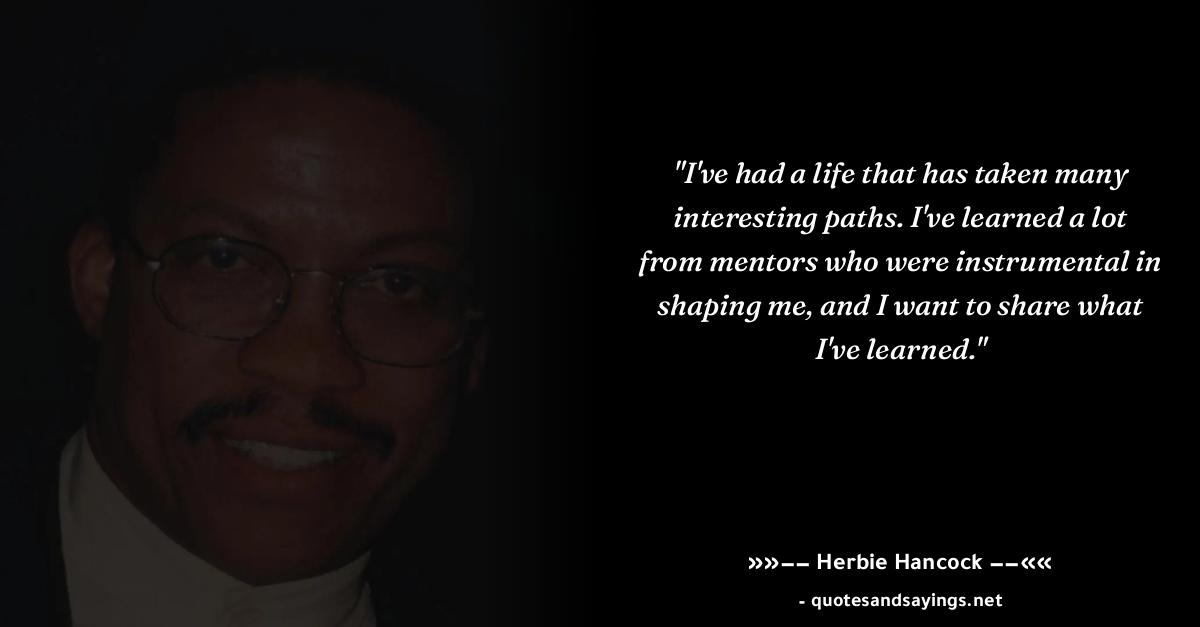 "I've had a life that has taken many
interesting paths. I've learned a lot
from mentors who were instrumental in
shaping me, and I want to share what
I've learned."
»»−− Herbie Hancock −−««
- quotesandsayings.net